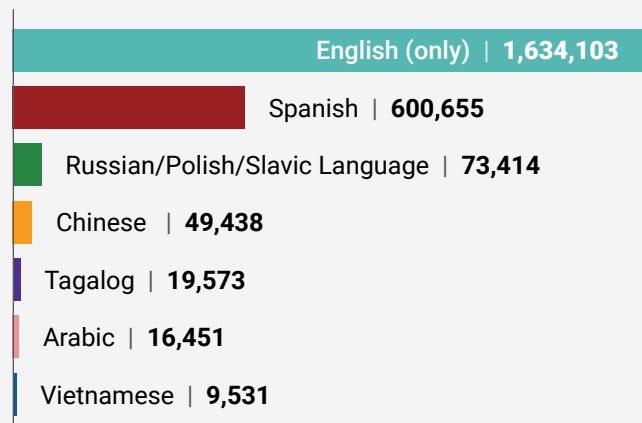 English (only) | 1,634,103
Spanish | 600,655
Russian/Polish/Slavic Language | 73,414
Chinese | 49,438
Tagalog | 19,573
Arabic | 16,451
Vietnamese | 9,531